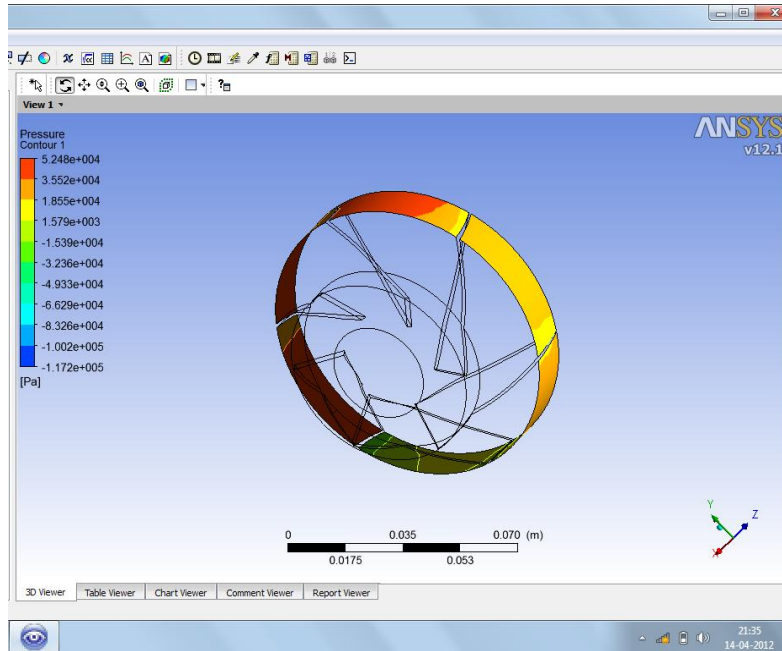 View 1
ANSYS
v12.1
Pressure
Contour 1
5.248e+004
3.552e+004
1.855e+004
1.579e+003
-1.539e+004
-3.236e+004
-4.933e+004
-6.629e+004
-8.326e+004
-1.002e+005
-1.172e+005
[Pa]
Y
Z
X
0 0.035 0.070 (m)
0.0175 0.053
3D Viewer Table Viewer Chart Viewer Comment Viewer Report Viewer
21:35
14-04-2012